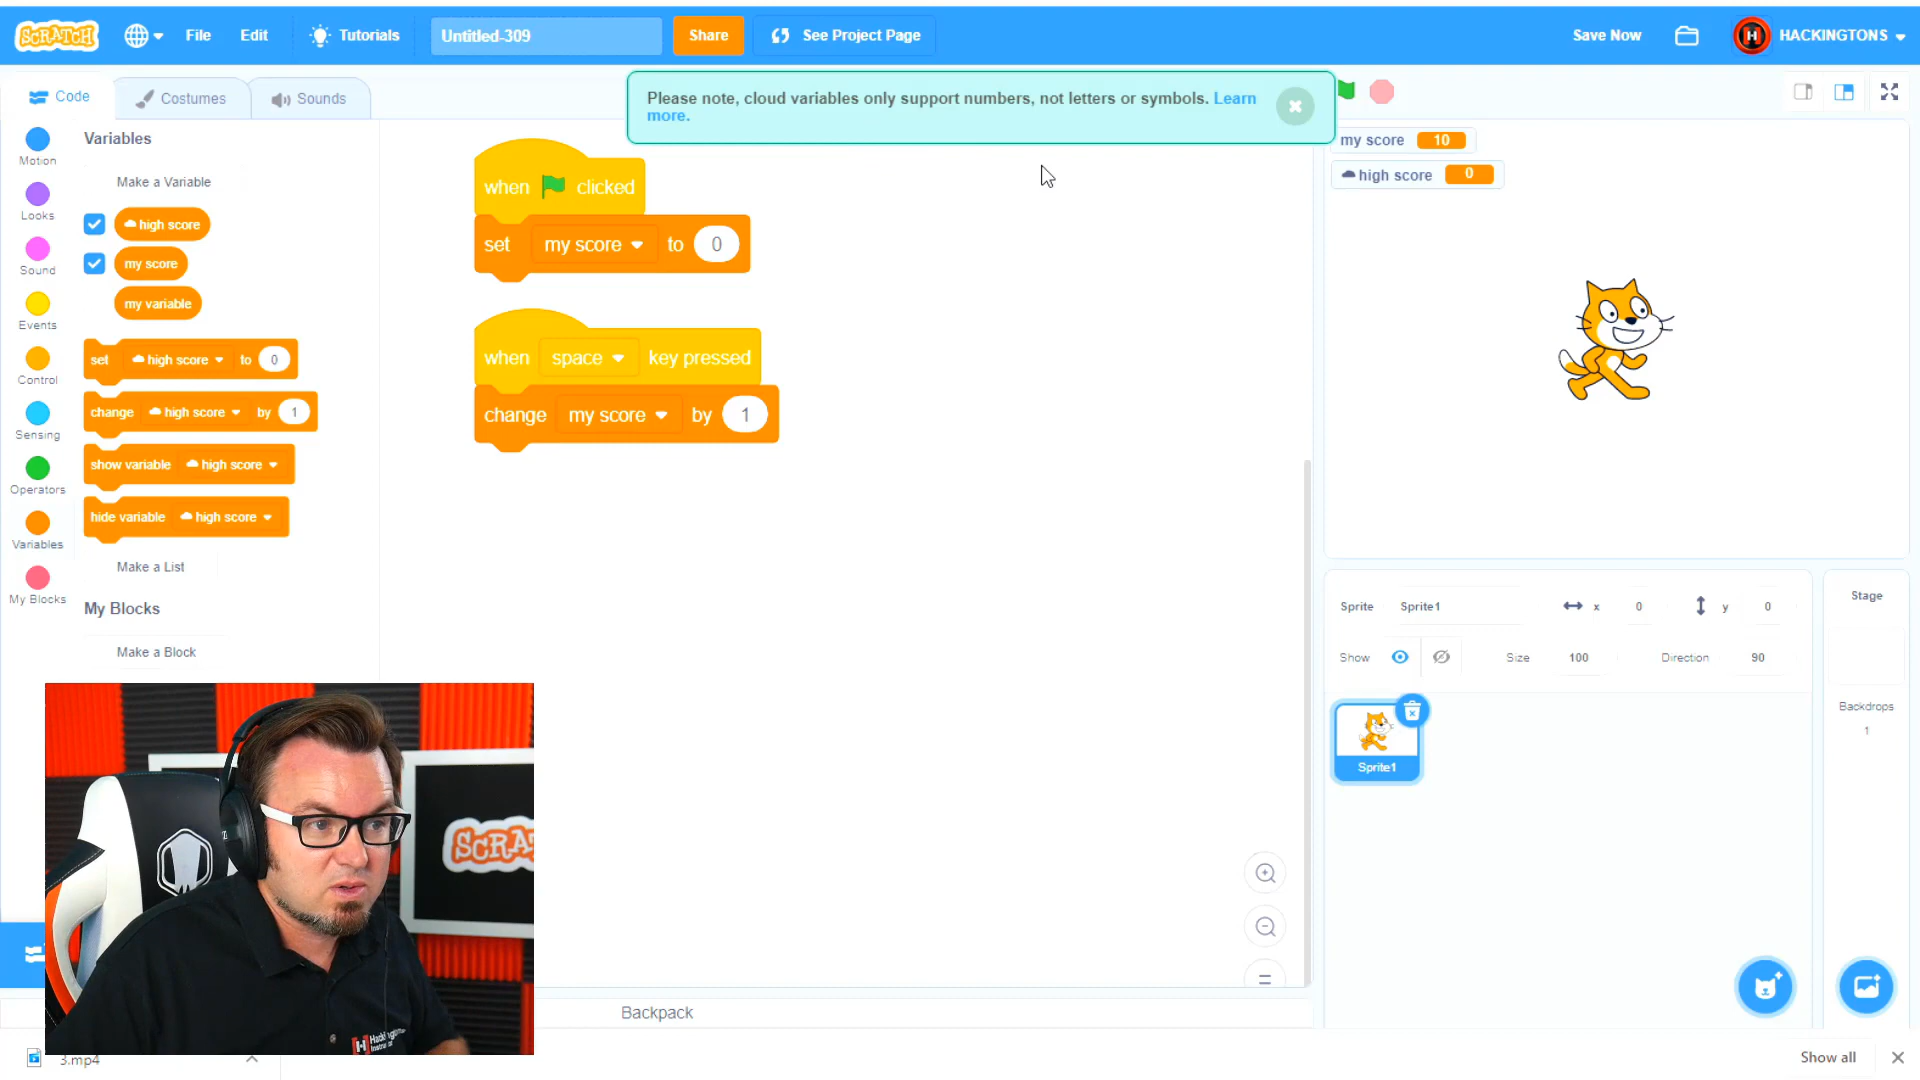 SCRATCH
File
Edit
Tutorials
Untitled-309
Share
See Project Page
Save Now
HACKINGTONS
Code
Costumes
Sounds
Please note, cloud variables only support numbers, not letters or symbols. Learn
more.
Motion
Looks
Sound
Events
Control
Sensing
Operators
Variables
My Blocks
Variables
Make a Variable
high score
my score
my variable
set high score to 0
change high score by 1
show variable high score
hide variable high score
Make a List
My Blocks
Make a Block
when clicked
set my score to 0
when space key pressed
change my score by 1
my score 10
high score 0
Sprite Sprite1 x 0 y 0
Show Size 100 Direction 90
Sprite1
Stage
Backdrops
1
SCRA
Backpack
3.mp4
Show all